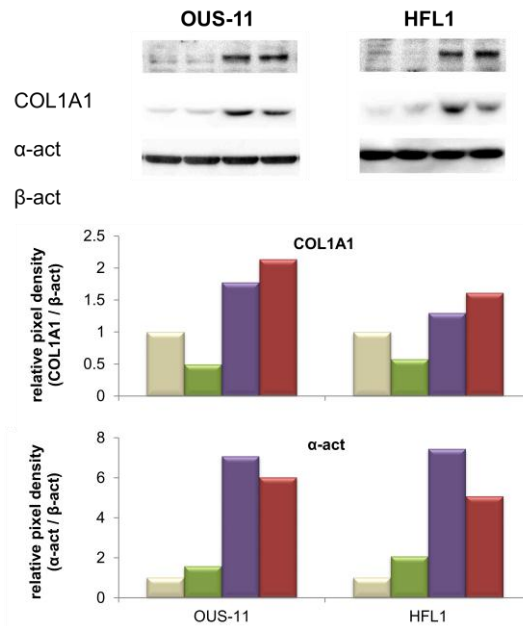 OUS-11 HFL1
COL1A1
α-act
β-act
COL1A1
relative pixel density
(COL1A1 / β-act)
2.5
2
1.5
1
0.5
0
α-act
relative pixel density
(α-act / β-act)
8
6
4
2
0
OUS-11 HFL1